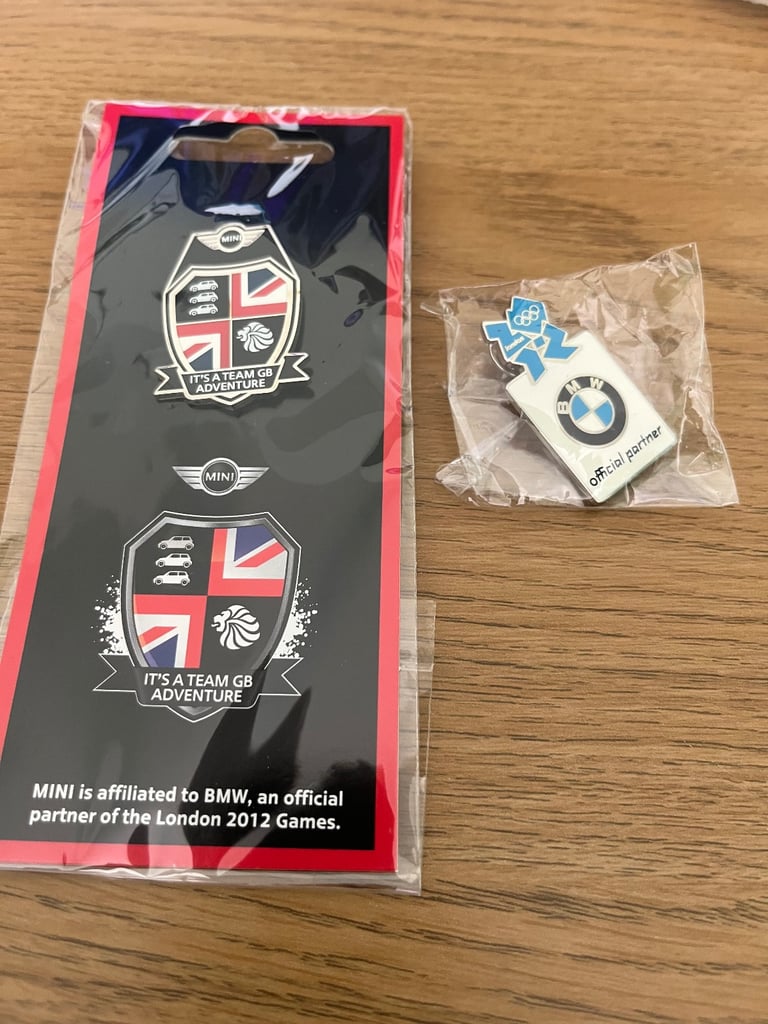 MINI
IT'S A TEAM GB
ADVENTURE
MINI
IT'S A TEAM GB
ADVENTURE
MINI is affiliated to BMW, an official
partner of the London 2012 Games.
london
BMW
official partner